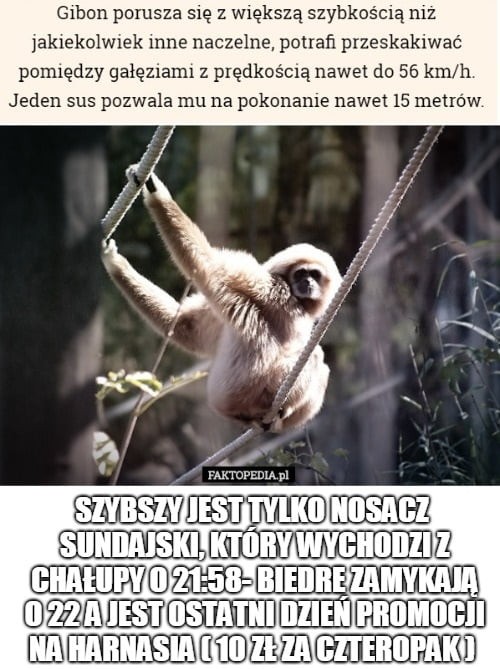 Gibon porusza się z większą szybkością niż
jakiekolwiek inne naczelne, potrafi przeskakiwać
pomiędzy gałęziami z prędkością nawet do 56 km/h.
Jeden sus pozwala mu na pokonanie nawet 15 metrów.
FAKTOPEDIA.pl
SZYBSZY JEST TYLKO NOSACZ
SUNDAJSKI, KTÓRY WYCHODZI Z
CHAŁUPY O 21:58- BIEDRE ZAMYKAJĄ
O 22 A JEST OSTATNI DZIEŃ PROMOCJI
NA HARNASIA ( 10 ZŁ ZA CZTEROPAK )